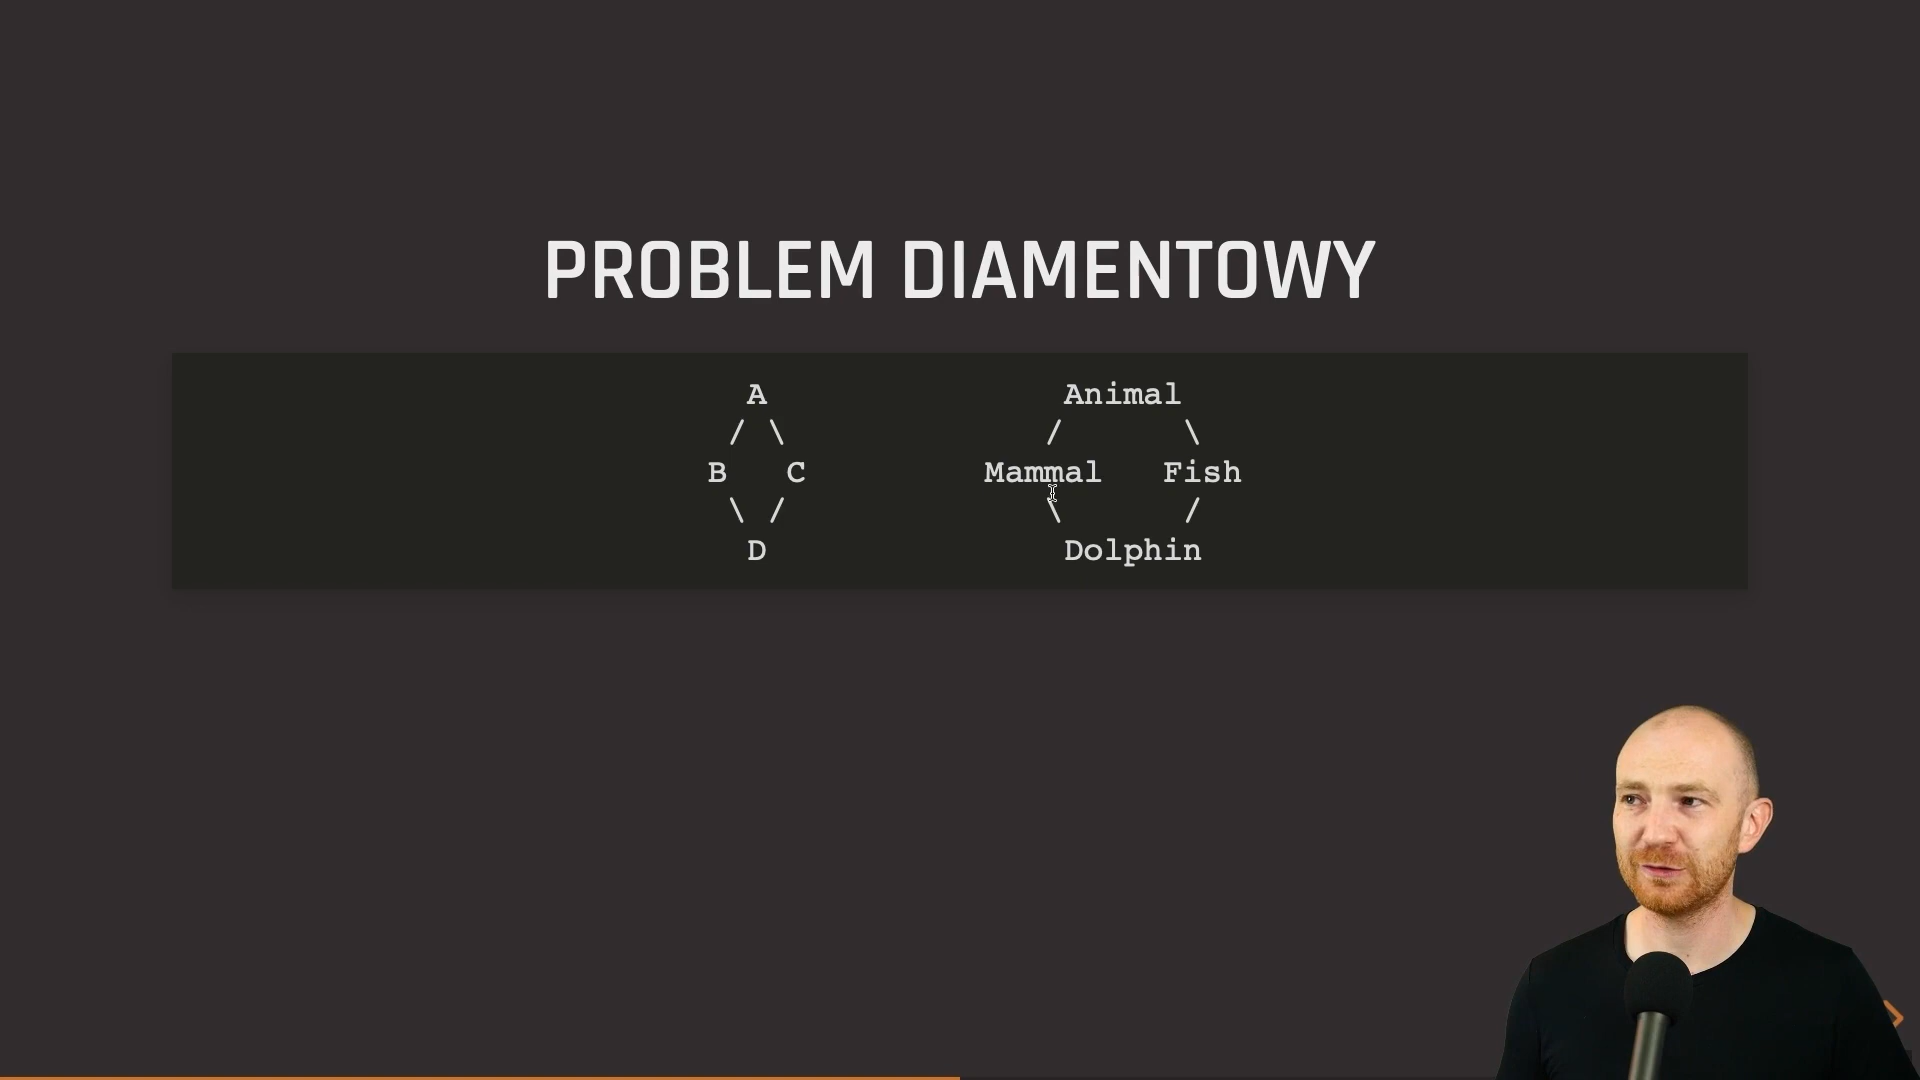 PROBLEM DIAMENTOWY
A Animal
/ \ / \
B C Mammal Fish
\ / \ /
D Dolphin